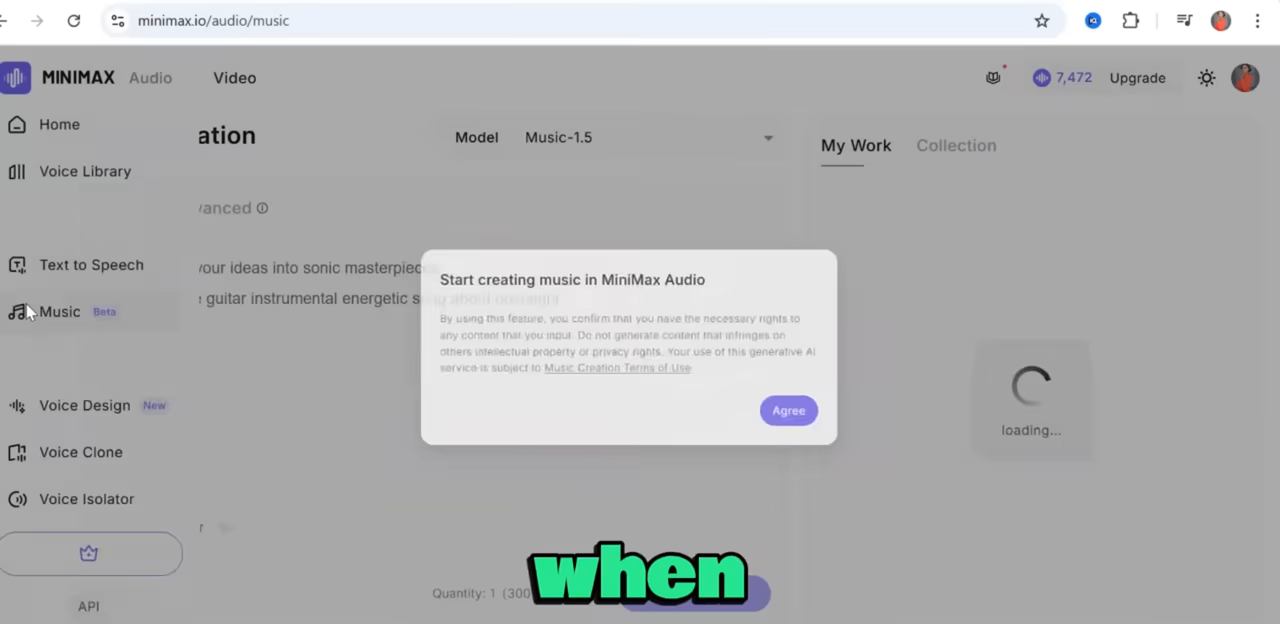 minimax.io/audio/music
MINIMAX Audio Video
7,472 Upgrade
Home
Voice Library
Text to Speech
Music Beta
Voice Design New
Voice Clone
Voice Isolator
API
ation
Model Music-1.5
vanced
your ideas into sonic masterpieces
guitar instrumental energetic song about
Start creating music in MiniMax Audio
By using this feature, you confirm that you have the necessary rights to
any content that you input. Do not generate content that infringes on
others intellectual property or privacy rights. Your use of this generative AI
service is subject to Music Creation Terms of Use
Agree
My Work Collection
loading...
Quantity: 1 (300
when